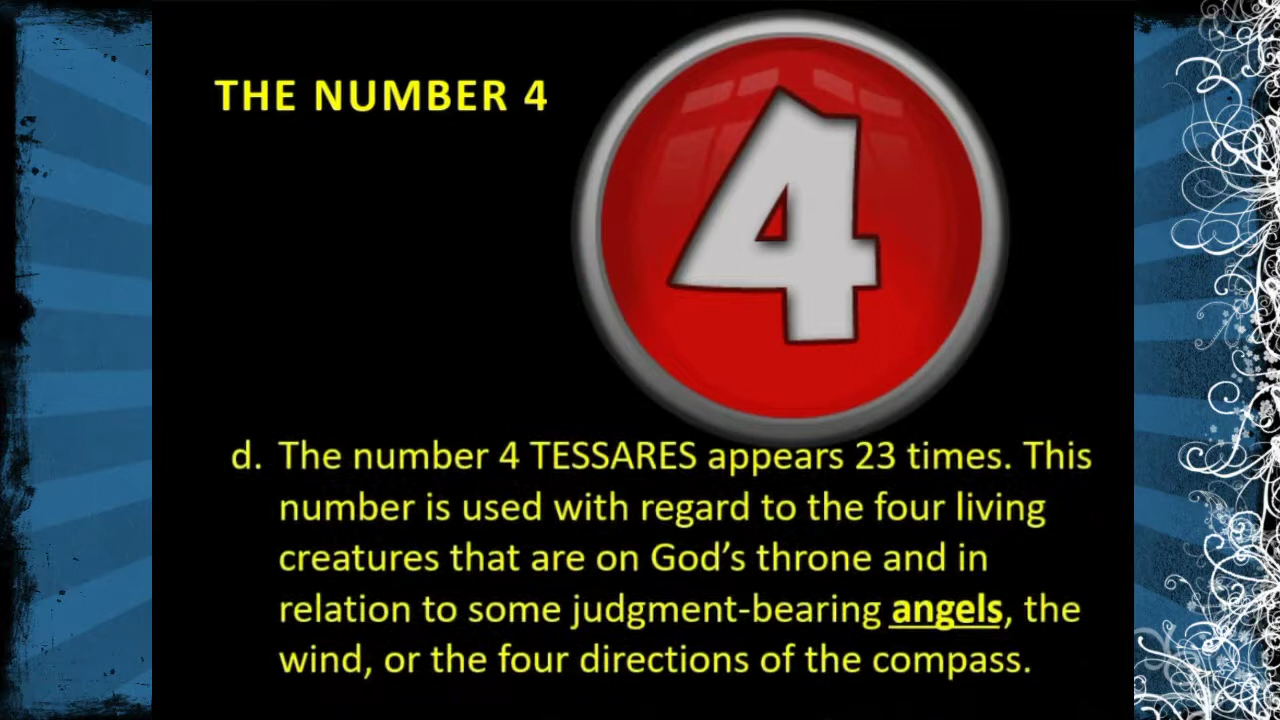 THE NUMBER 4
4
d. The number 4 TESSARES appears 23 times. This
number is used with regard to the four living
creatures that are on God's throne and in
relation to some judgment-bearing angels, the
wind, or the four directions of the compass.